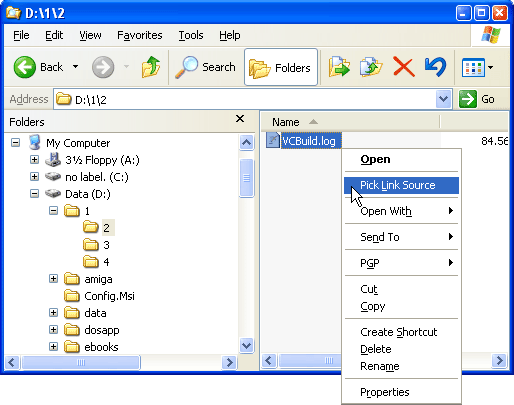 D:\1\2
File Edit View Favorites Tools Help
Back Search Folders
Address D:\1\2 Go
Folders
Name
My Computer
3½ Floppy (A:)
no label. (C:)
Data (D:)
1
2
3
4
amiga
Config.Msi
data
dosapp
ebooks
VCBuild.log 84.56
Open
Pick Link Source
Open With
Send To
PGP
Cut
Copy
Create Shortcut
Delete
Rename
Properties